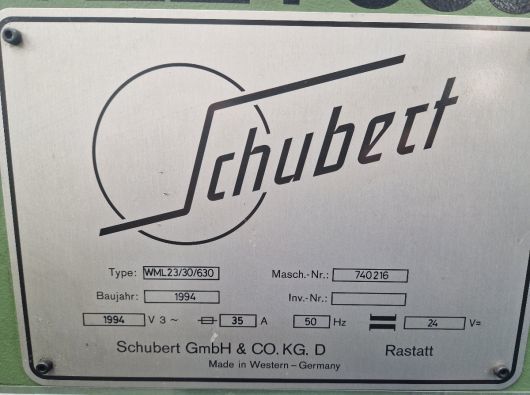 Schubert
Type: WML23/30/630 Masch.-Nr.: 740216
Baujahr: 1994 Inv.-Nr.:
1994 V 3 ~ 35 A 50 Hz 24 V=
Schubert GmbH & CO. KG. D Rastatt
Made in Western-Germany